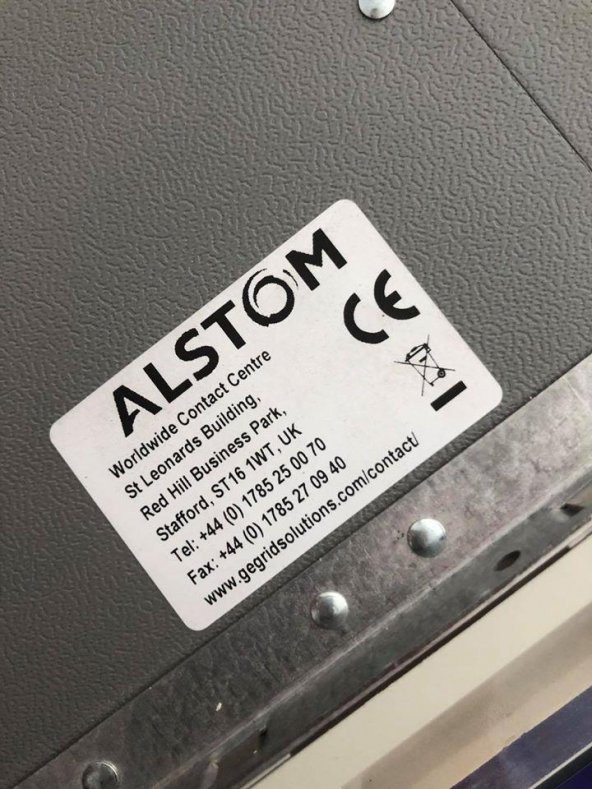 ALSTOM
CE
Worldwide Contact Centre
St Leonards Building,
Red Hill Business Park,
Stafford, ST16 1WT, UK
Tel: +44 (0) 1785 25 00 70
Fax: +44 (0) 1785 27 09 40
www.gegridsolutions.com/contact/